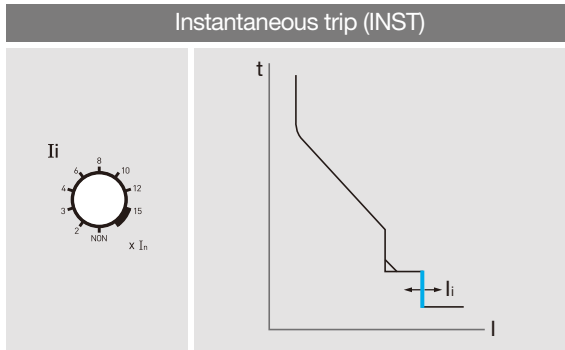 Instantaneous trip (INST)
Ii
2
3
4
6
8
10
12
15
NON
x In
t
Ii
I